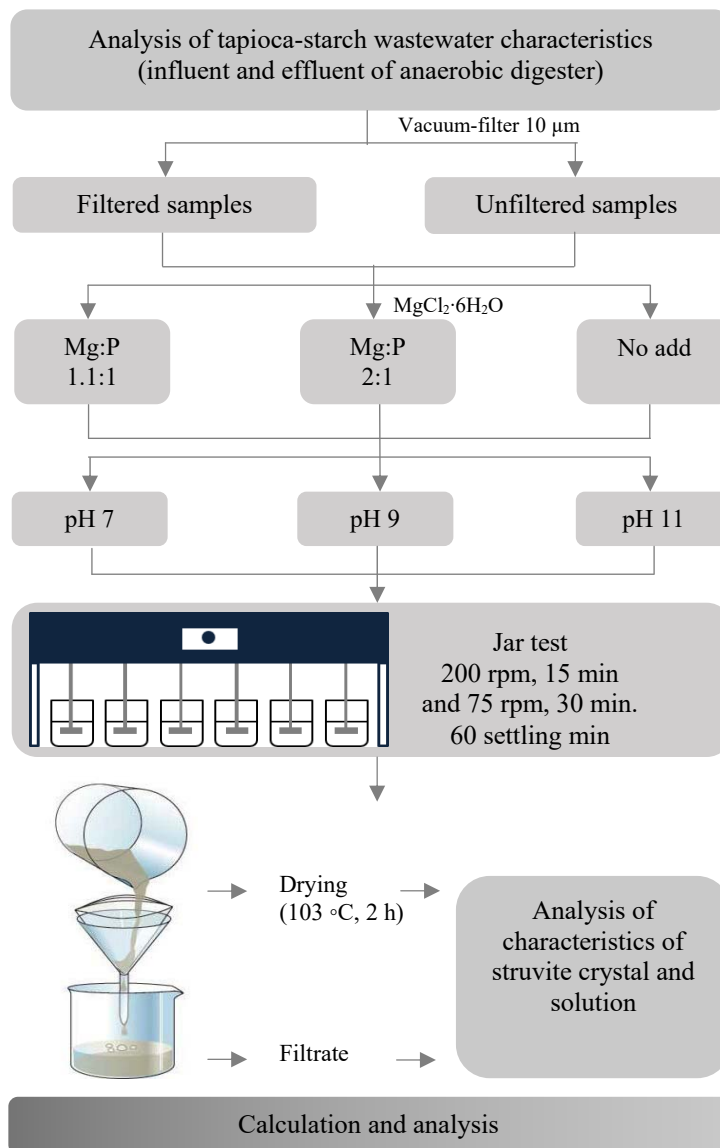 Analysis of tapioca-starch wastewater characteristics
(influent and effluent of anaerobic digester)
Vacuum-filter 10 µm
Filtered samples
Unfiltered samples
MgCl₂·6H₂O
Mg:P
1.1:1
Mg:P
2:1
No add
pH 7
pH 9
pH 11
Jar test
200 rpm, 15 min
and 75 rpm, 30 min.
60 settling min
Drying
(103 ◦C, 2 h)
Analysis of
characteristics of
struvite crystal and
solution
Filtrate
Calculation and analysis